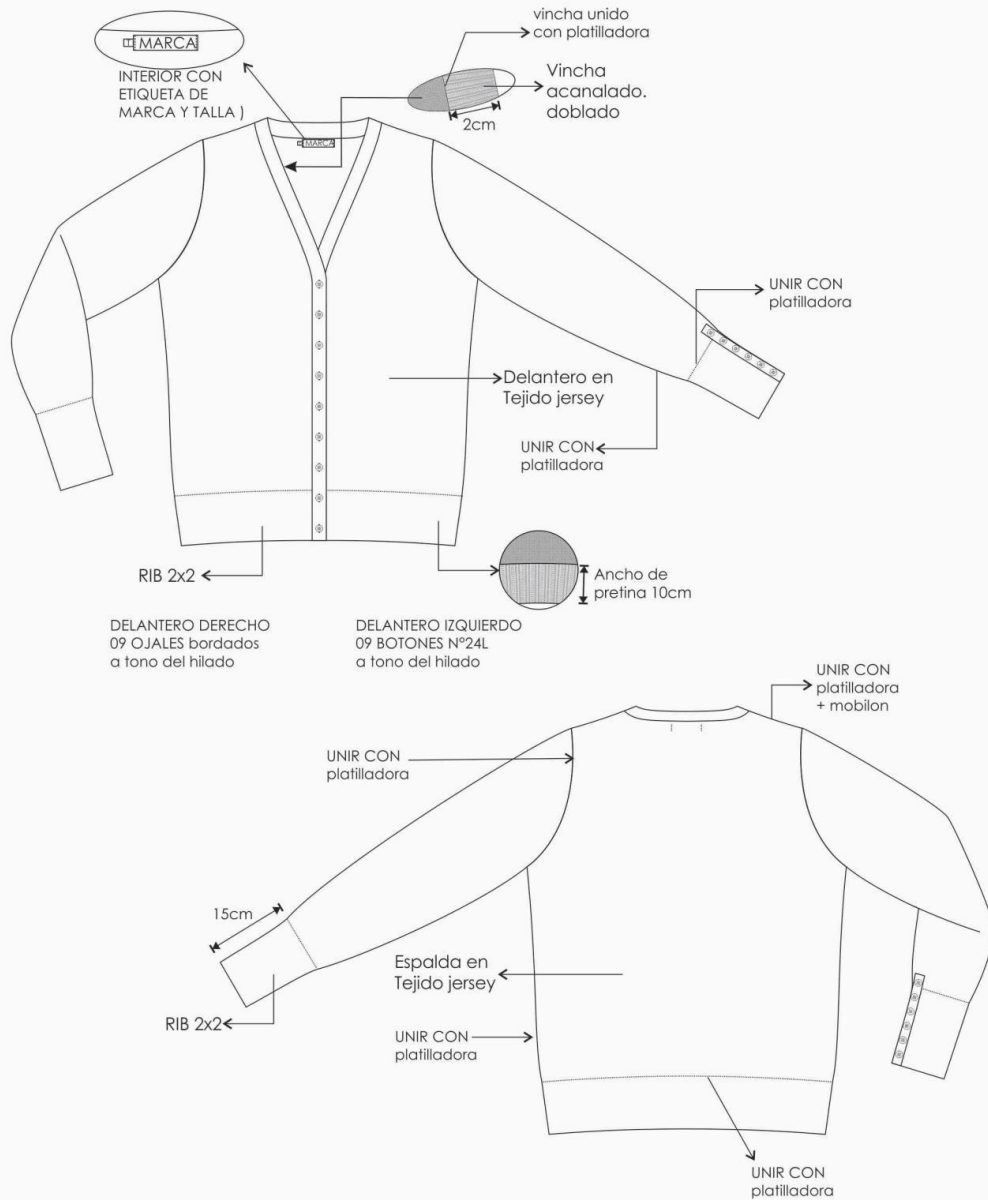 MARCA
INTERIOR CON
ETIQUETA DE
MARCA Y TALLA )
vincha unido
con platilladora
Vincha
acanalado.
doblado
2cm
MARCA
UNIR CON
platilladora
Delantero en
Tejido jersey
UNIR CON
platilladora
RIB 2x2
Ancho de
pretina 10cm
DELANTERO DERECHO
09 OJALES bordados
a tono del hilado
DELANTERO IZQUIERDO
09 BOTONES Nº24L
a tono del hilado
UNIR CON
platilladora
+ mobilon
UNIR CON
platilladora
15cm
Espalda en
Tejido jersey
RIB 2x2
UNIR CON
platilladora
UNIR CON
platilladora